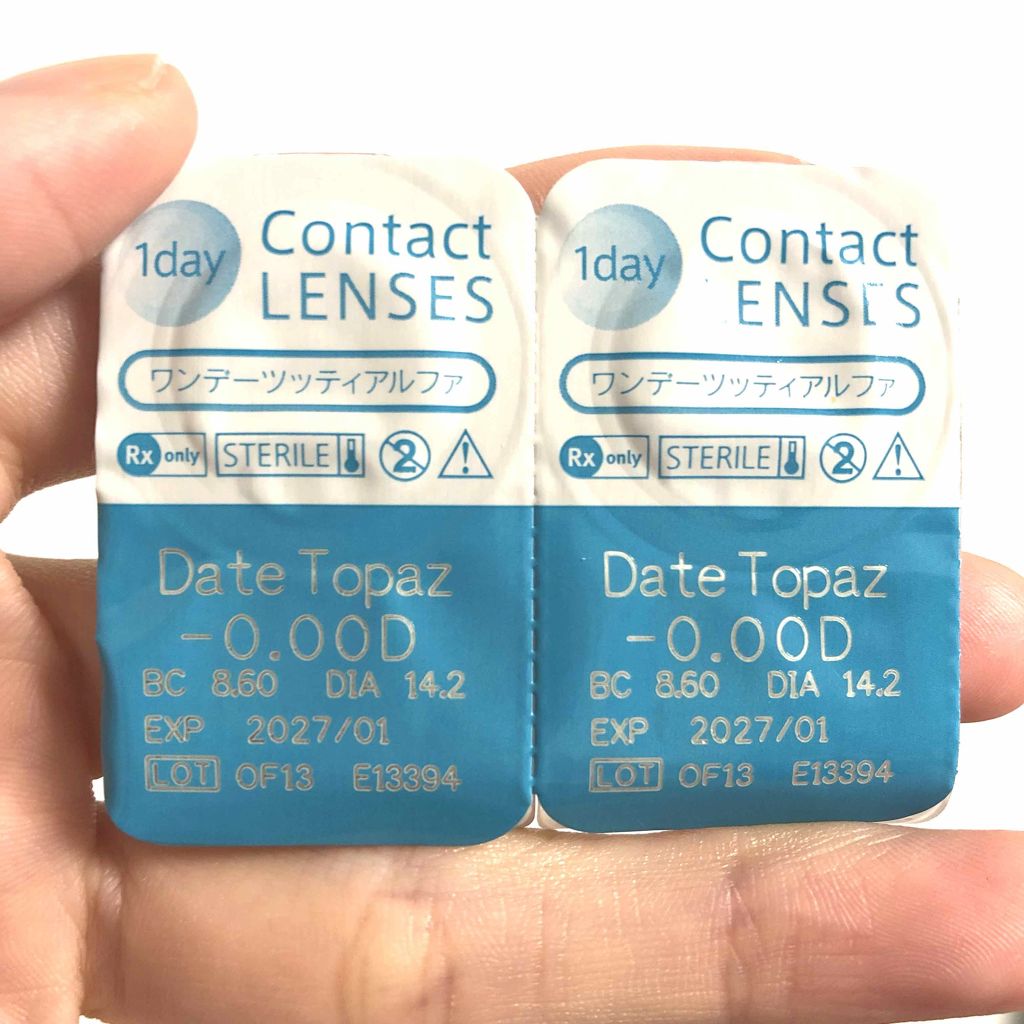 1day
Contact
LENSES
ワンデーツッティアルファ
Rx only
STERILE
2
Date Topaz
-0.00D
BC 8.60 DIA 14.2
EXP 2027/01
LOT OF13 E13394
1day
Contact
ENSES
ワンデーツッティアルファ
Rx only
STERILE
2
Date Topaz
-0.00D
BC 8.60 DIA 14.2
EXP 2027/01
LOT OF13 E13394